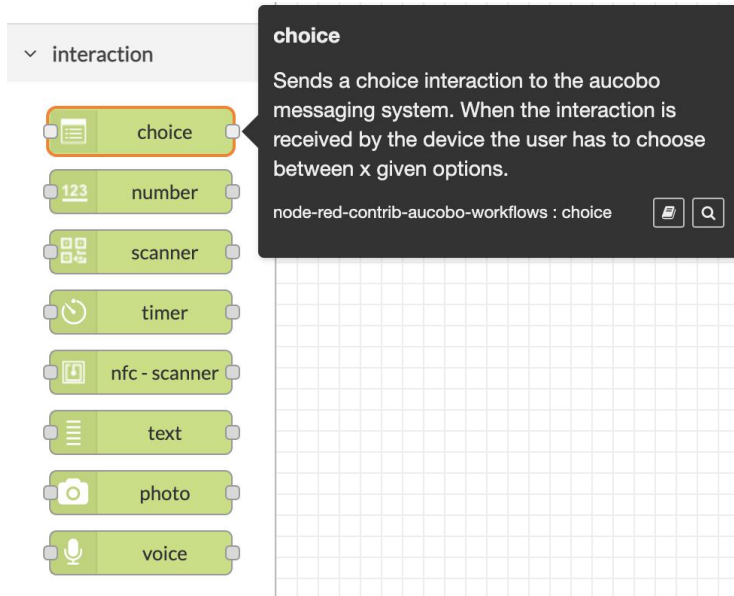 interaction
choice
123 number
scanner
timer
nfc - scanner
text
photo
voice
choice
Sends a choice interaction to the aucobo
messaging system. When the interaction is
received by the device the user has to choose
between x given options.
node-red-contrib-aucobo-workflows : choice